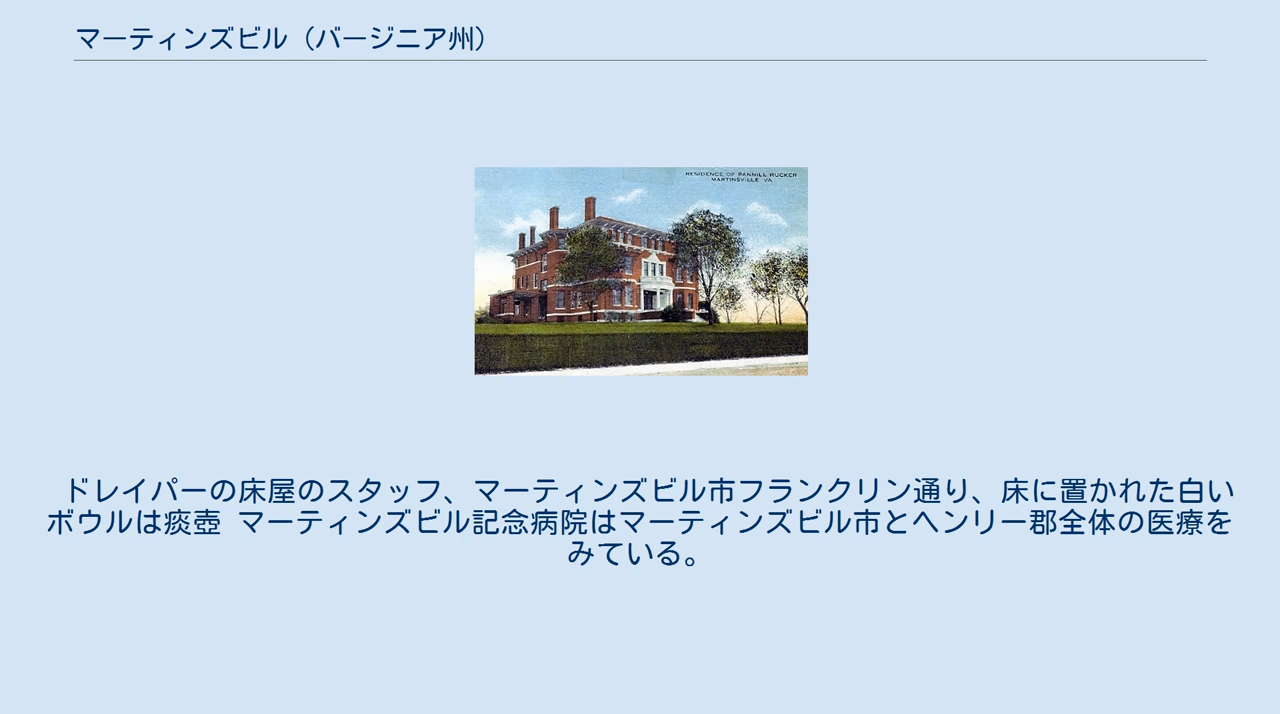 マーティンズビル（バージニア州）
RESIDENCE OF PANNILL RUCKER
MARTINSVILLE VA.
ドレイパーの床屋のスタッフ、マーティンズビル市フランクリン通り、床に置かれた白い
ボウルは痰壺 マーティンズビル記念病院はマーティンズビル市とヘンリー郡全体の医療を
みている。